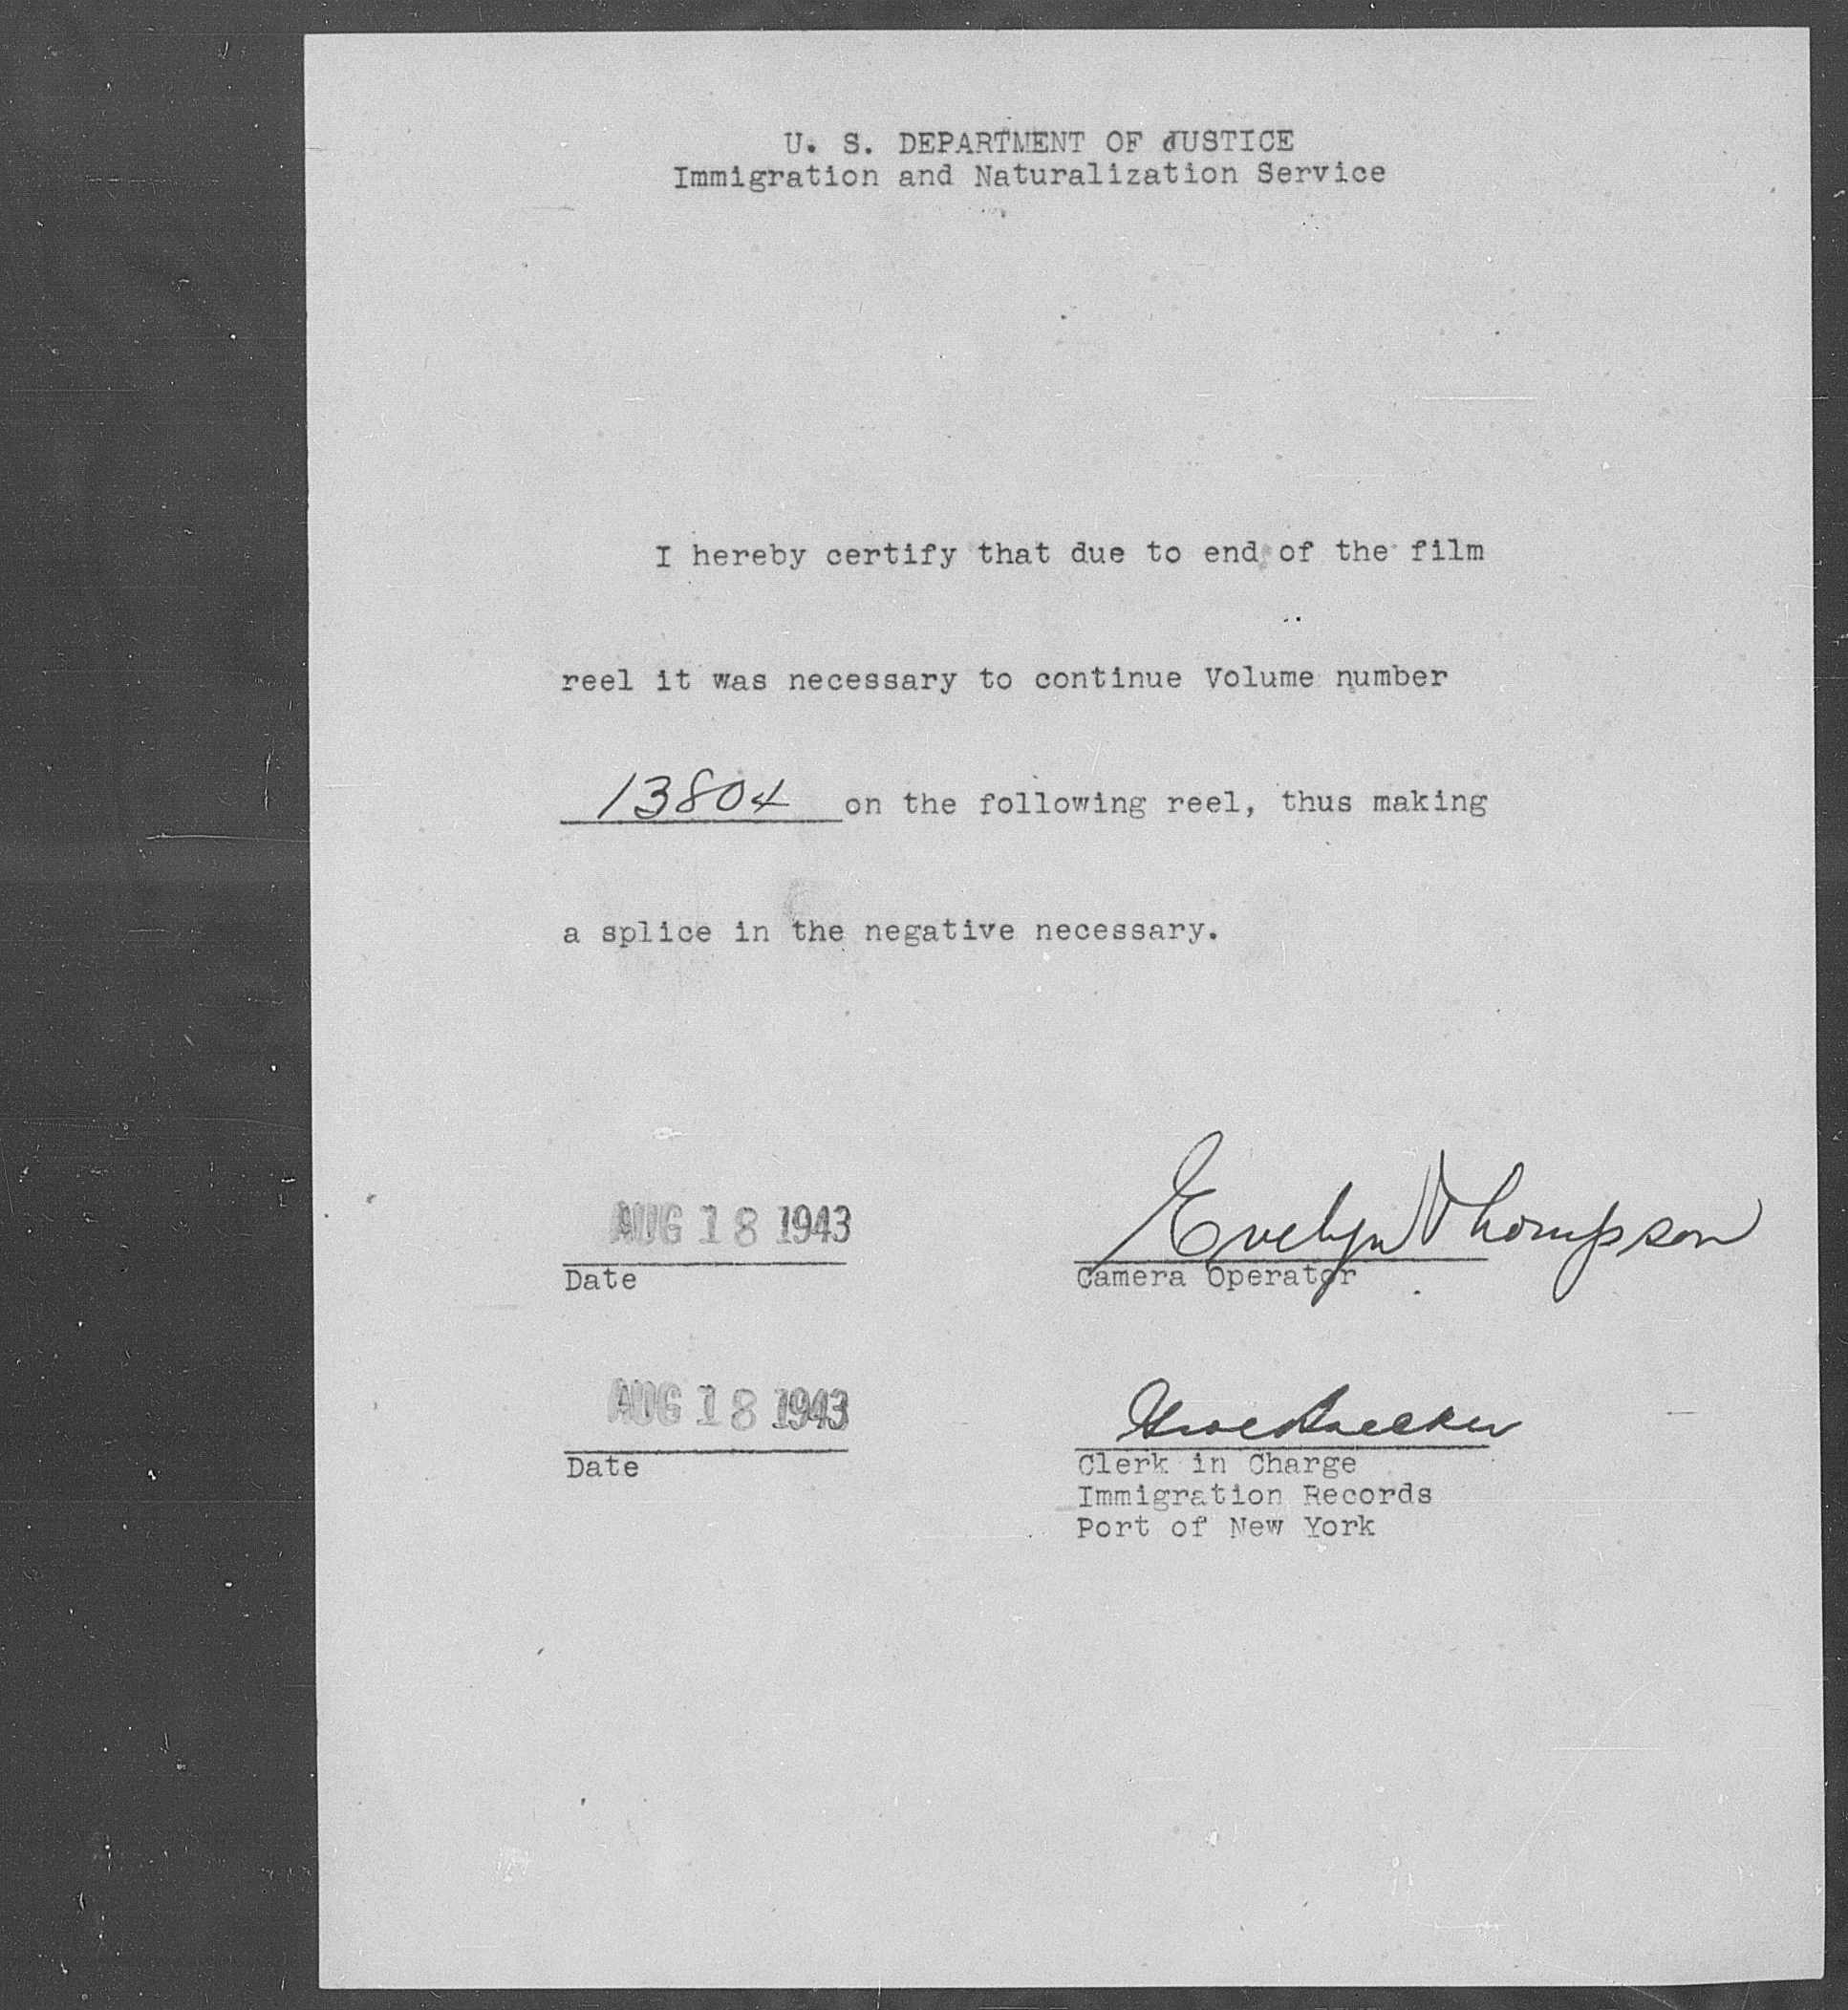 U. S. DEPARTMENT OF JUSTICE
Immigration and Naturalization Service
I hereby certify that due to end of the film
reel it was necessary to continue Volume number
13804 on the following reel, thus making
a splice in the negative necessary.
AUG 18 1943
Date
Evelyn Thompson
Camera Operator
AUG 18 1943
Date
Clerk in Charge
Immigration Records
Port of New York